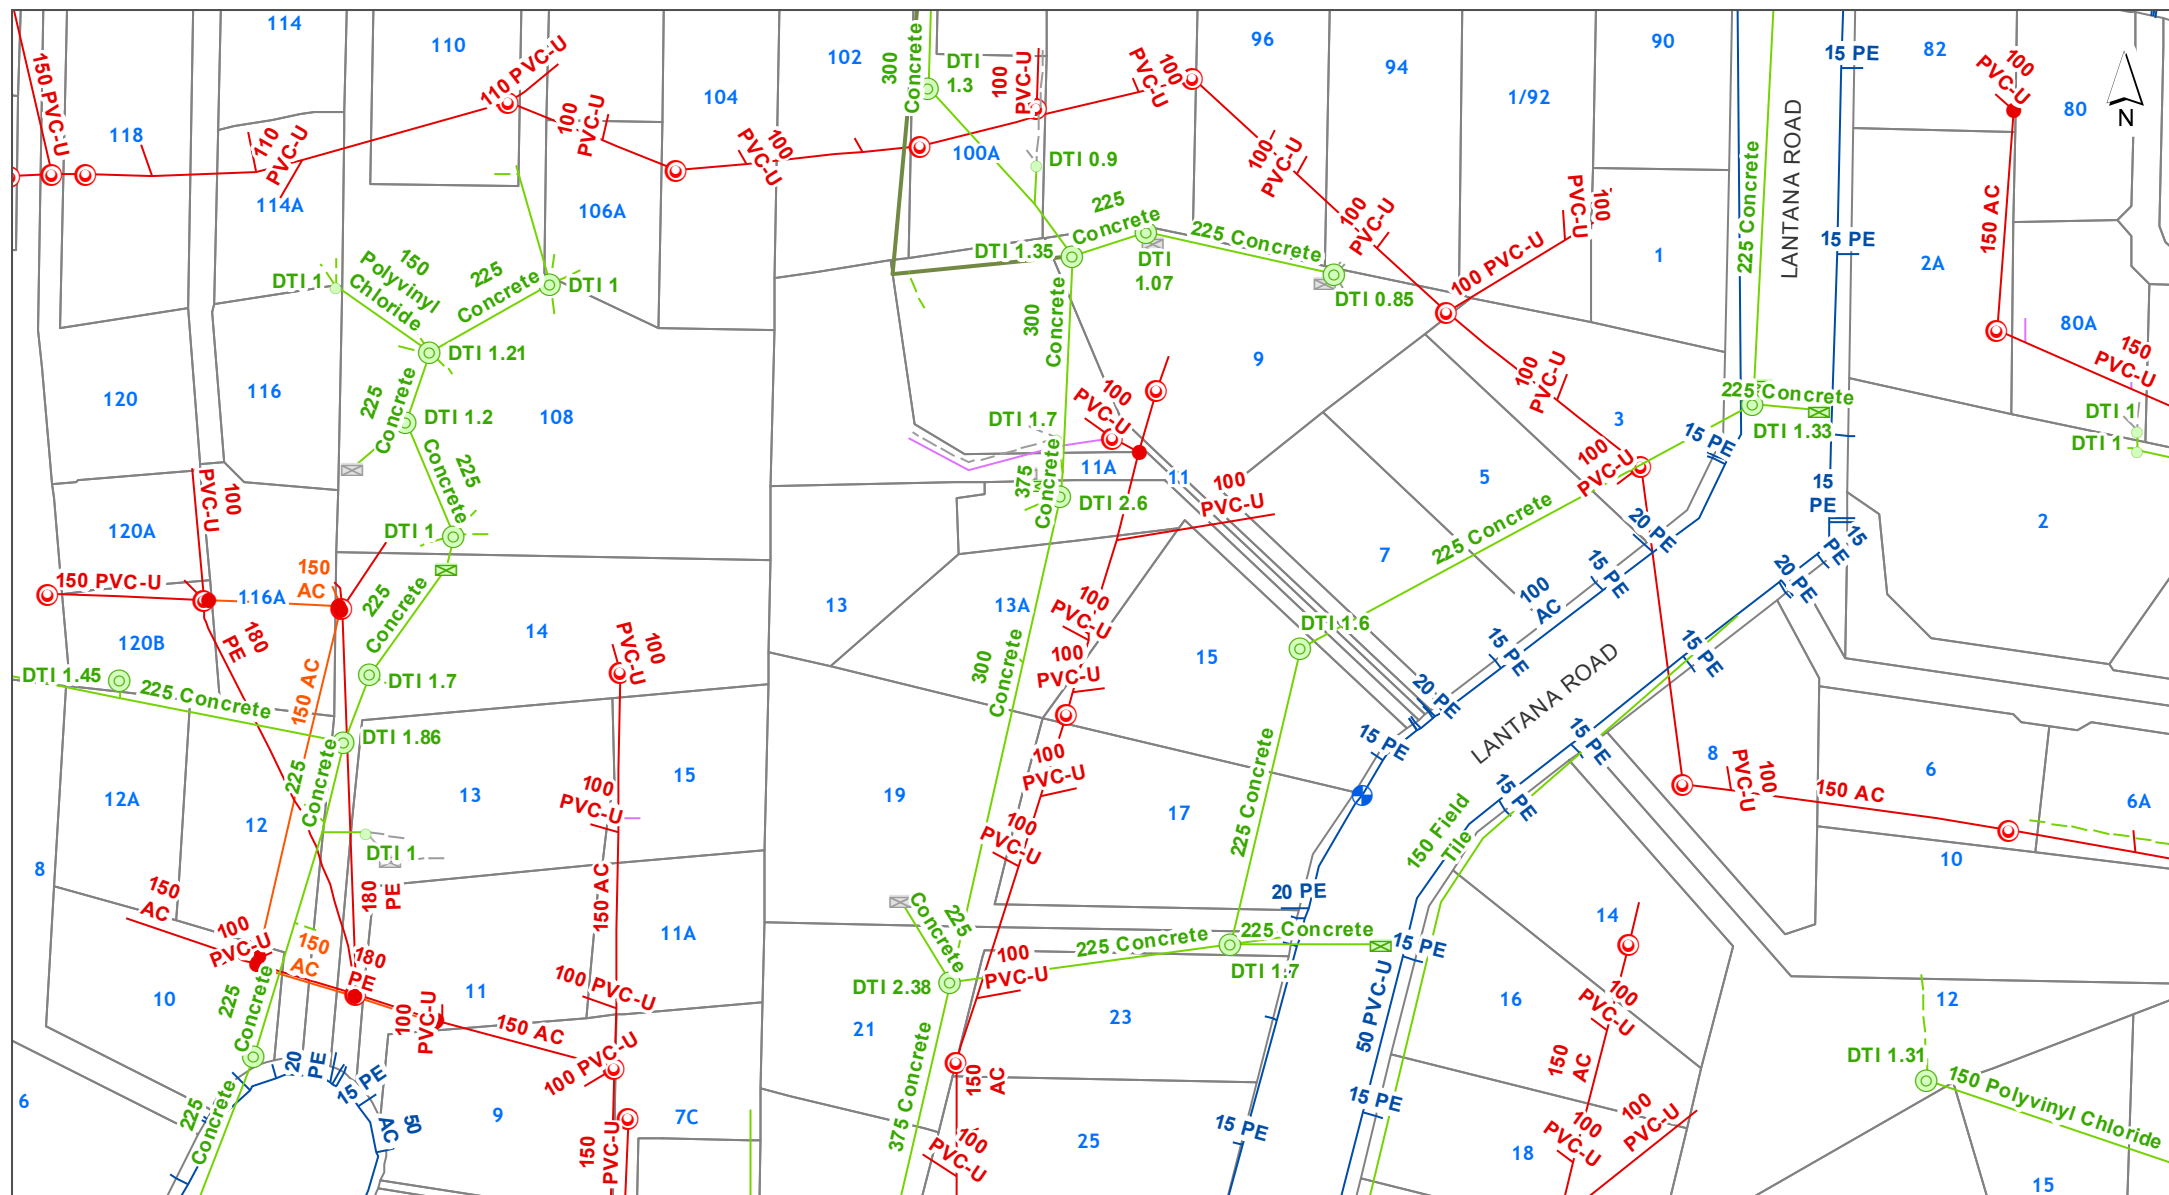 114
110
102
96
94
90
82
80
118
104
1/92
114A
106A
100A
1
2A
80A
120
116
108
9
3
5
7
2
120A
116A
120B
14
13
13A
11A
11
15
12A
12
13
15
19
17
8
6
6A
10
8
11A
10
11
21
23
14
16
12
6
9
7C
25
18
15
LANTANA ROAD
LANTANA ROAD
N
150 PVC-U
110 PVC-U
110
PVC-U
100
PVC-U
100
PVC-U
100
PVC-U
100
PVC-U
100
PVC-U
100
PVC-U
100
PVC-U
100 PVC-U
100
PVC-U
100
PVC-U
100
PVC-U
100
PVC-U
100
PVC-U
150 AC
150
PVC-U
300
Concrete
DTI
1.3
DTI 0.9
DTI 1.35
225
Concrete
225 Concrete
DTI
1.07
DTI 0.85
DTI 1
150
Polyvinyl
Chloride
225
Concrete
DTI 1
DTI 1.21
DTI 1.2
225
Concrete
225
Concrete
DTI 1
300
Concrete
DTI 1.7
375
Concrete
DTI 2.6
225 Concrete
225 Concrete
DTI 1.33
DTI 1
DTI 1
15 PE
15 PE
15 PE
15
PE
15
PE
20 PE
20 PE
15 PE
100
AC
15 PE
15 PE
20 PE
15 PE
15 PE
15 PE
225 Concrete
DTI 1.6
100
PVC-U
150 PVC-U
150
AC
180
PE
150 AC
225
Concrete
DTI 1.45
225 Concrete
DTI 1.7
DTI 1.86
225
Concrete
DTI 1
180
PE
150
AC
100
PVC-U
150
AC
180
PE
100
PVC-U
150 AC
100
PVC-U
100
PVC-U
150 AC
100 PVC-U
100 PVC-U
150
PVC-U
225
Concrete
225
Concrete
20
PE
15 PE
50
AC
100
PVC-U
100
PVC-U
100
PVC-U
100
PVC-U
300
Concrete
225 Concrete
225
Concrete
100
PVC-U
225 Concrete
225 Concrete
DTI 2.38
DTI 1.7
375 Concrete
150
AC
100
PVC-U
20 PE
15 PE
15 PE
50 PVC-U
15 PE
150 Field
Tile
100
PVC-U
150 AC
100
PVC-U
150
AC
100
PVC-U
100
PVC-U
DTI 1.31
150 Polyvinyl Chloride